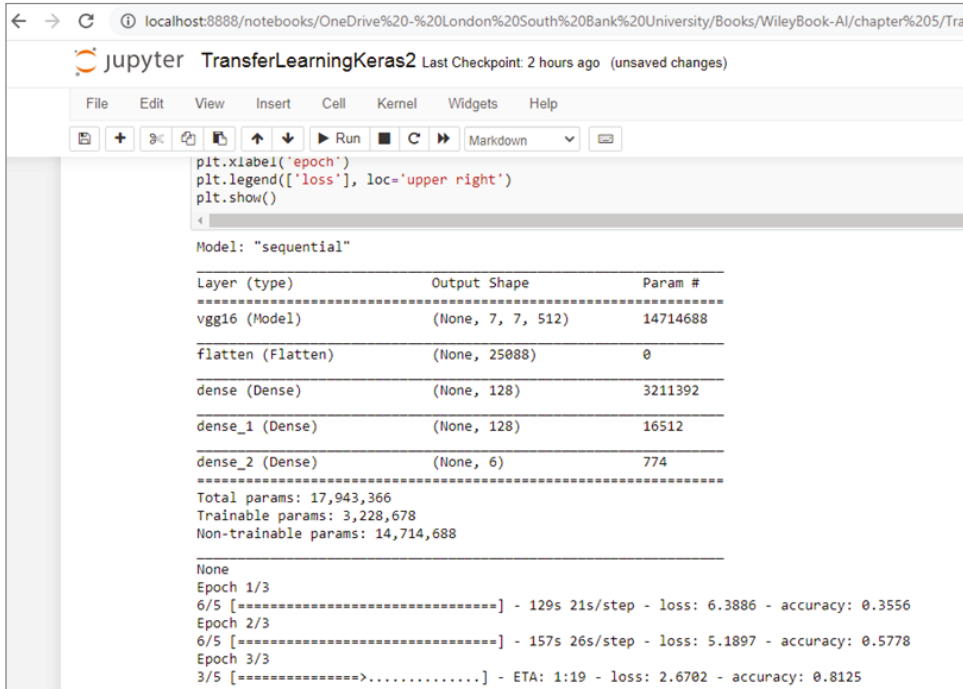 localhost:8888/notebooks/OneDrive%20-%20London%20South%20Bank%20University/Books/WileyBook-AI/chapter%205/Tra
jupyter TransferLearningKeras2 Last Checkpoint: 2 hours ago (unsaved changes)
File Edit View Insert Cell Kernel Widgets Help
Run Markdown
plt.xlabel('epoch')
plt.legend(['loss'], loc='upper right')
plt.show()
Model: "sequential"
Layer (type) Output Shape Param #
=================================================================
vgg16 (Model) (None, 7, 7, 512) 14714688
flatten (Flatten) (None, 25088) 0
dense (Dense) (None, 128) 3211392
dense_1 (Dense) (None, 128) 16512
dense_2 (Dense) (None, 6) 774
=================================================================
Total params: 17,943,366
Trainable params: 3,228,678
Non-trainable params: 14,714,688
None
Epoch 1/3
6/5 [================================] - 129s 21s/step - loss: 6.3886 - accuracy: 0.3556
Epoch 2/3
6/5 [================================] - 157s 26s/step - loss: 5.1897 - accuracy: 0.5778
Epoch 3/3
3/5 [===============>..............] - ETA: 1:19 - loss: 2.6702 - accuracy: 0.8125